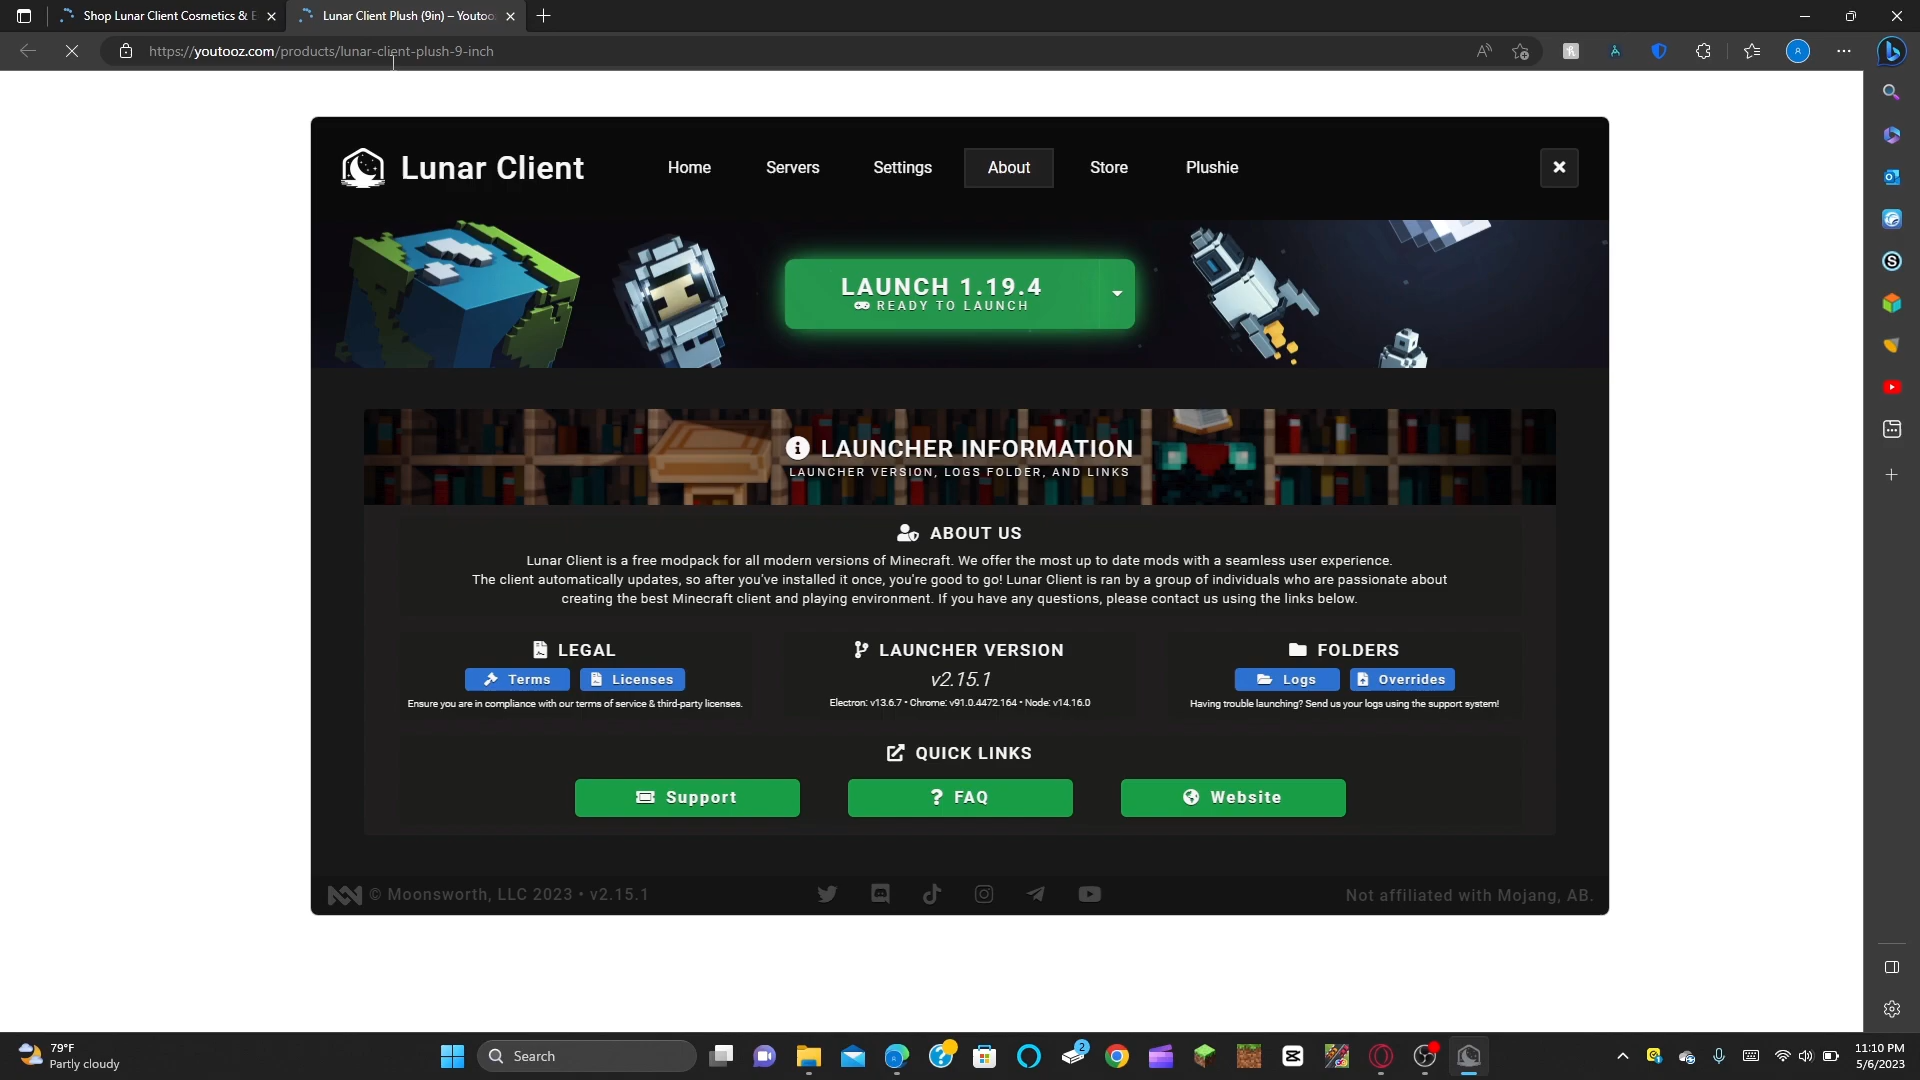 Shop Lunar Client Cosmetics & E
Lunar Client Plush (9in) – Youtooz
https://youtooz.com/products/lunar-client-plush-9-inch
Lunar Client
Home
Servers
Settings
About
Store
Plushie
LAUNCH 1.19.4
READY TO LAUNCH
LAUNCHER INFORMATION
LAUNCHER VERSION, LOGS FOLDER, AND LINKS
ABOUT US
Lunar Client is a free modpack for all modern versions of Minecraft. We offer the most up to date mods with a seamless user experience.
The client automatically updates, so after you've installed it once, you're good to go! Lunar Client is ran by a group of individuals who are passionate about
creating the best Minecraft client and playing environment. If you have any questions, please contact us using the links below.
LEGAL
Terms
Licenses
Ensure you are in compliance with our terms of service & third-party licenses.
LAUNCHER VERSION
v2.15.1
Electron: v13.6.7 • Chrome: v91.0.4472.164 • Node: v14.16.0
FOLDERS
Logs
Overrides
Having trouble launching? Send us your logs using the support system!
QUICK LINKS
Support
FAQ
Website
© Moonsworth, LLC 2023 • v2.15.1
Not affiliated with Mojang, AB.
79°F
Partly cloudy
Search
2
11:10 PM
5/6/2023